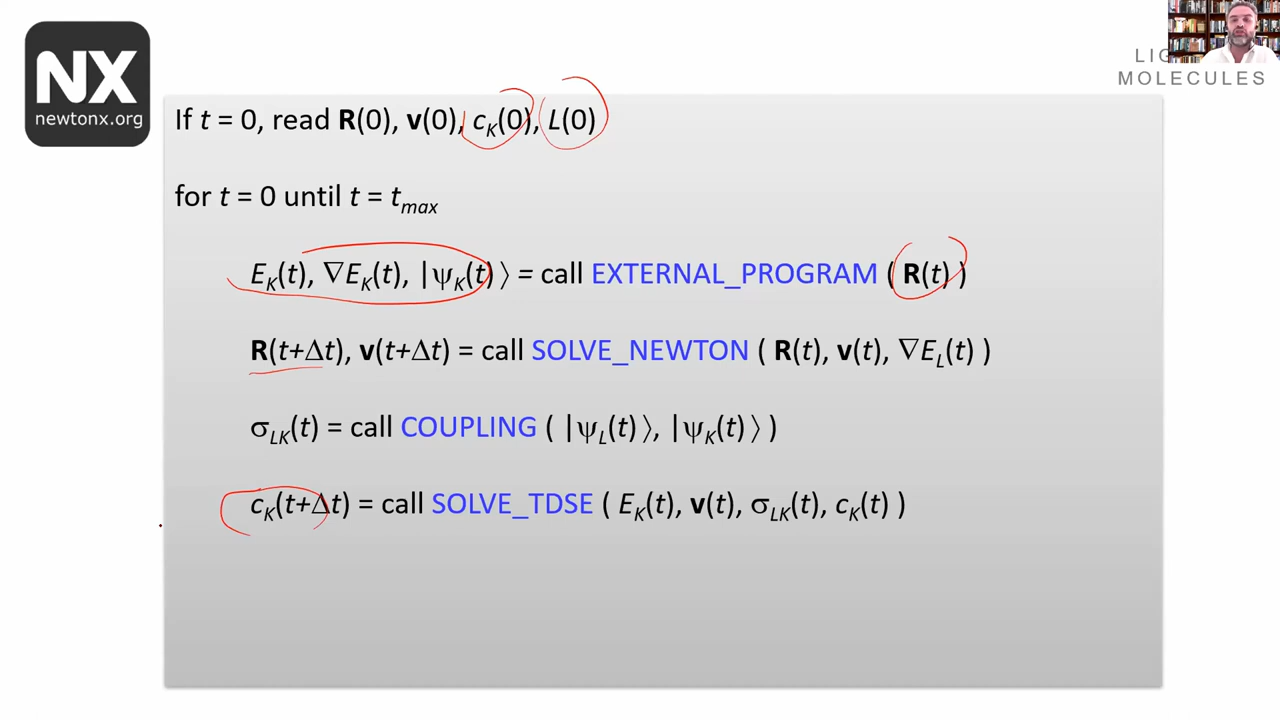 NX
newtonx.org
MOLECULES
If t = 0, read R(0), v(0), c_K(0), L(0)
for t = 0 until t = t_max
E_K(t), ∇E_K(t), |ψ_K(t)⟩ = call EXTERNAL_PROGRAM ( R(t) )
R(t+Δt), v(t+Δt) = call SOLVE_NEWTON ( R(t), v(t), ∇E_L(t) )
σ_LK(t) = call COUPLING ( |ψ_L(t)⟩, |ψ_K(t)⟩ )
c_K(t+Δt) = call SOLVE_TDSE ( E_K(t), v(t), σ_LK(t), c_K(t) )